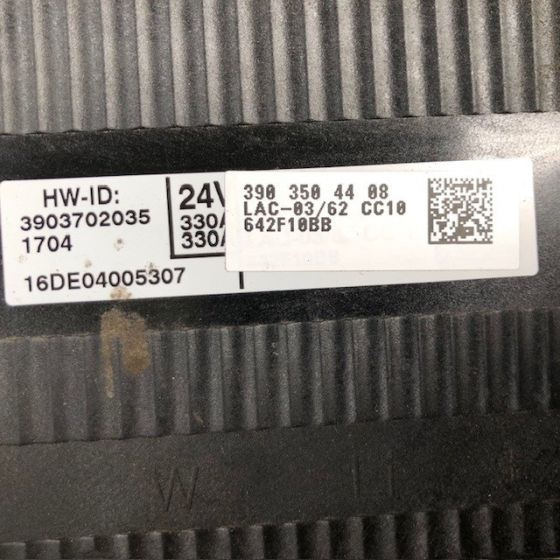 HW-ID:
3903702035
1704
16DE04005307
24V
330A
330A
390 350 44 08
LAC-03/62 CC10
642F10BB
W